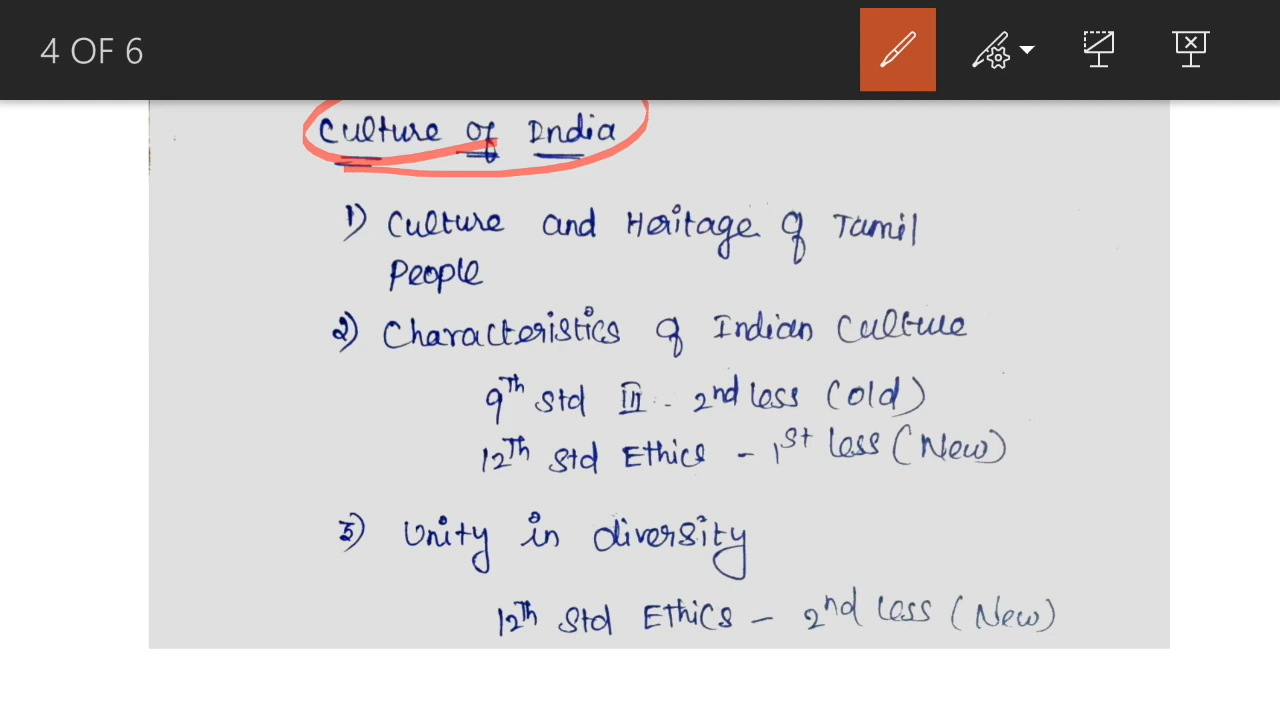 4 OF 6
Culture of India
1) Culture and Heritage of Tamil
People
2) Characteristics of Indian Culture
9Th Std III - 2nd less (old)
12Th Std Ethics - 1st less (New)
3) Unity in diversity
12Th Std Ethics - 2nd less (New)